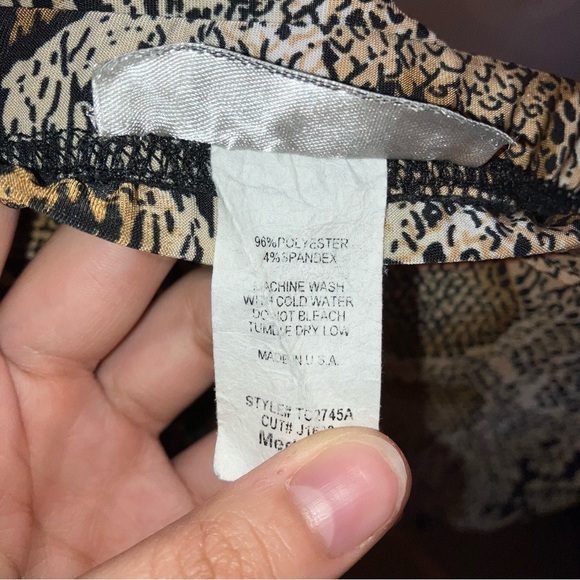 96%POLYESTER
4%SPANDEX
MACHINE WASH
WITH COLD WATER
DO NOT BLEACH
TUMBLE DRY LOW
MADE IN U.S.A.
STYLE# TC2745A
CUT#